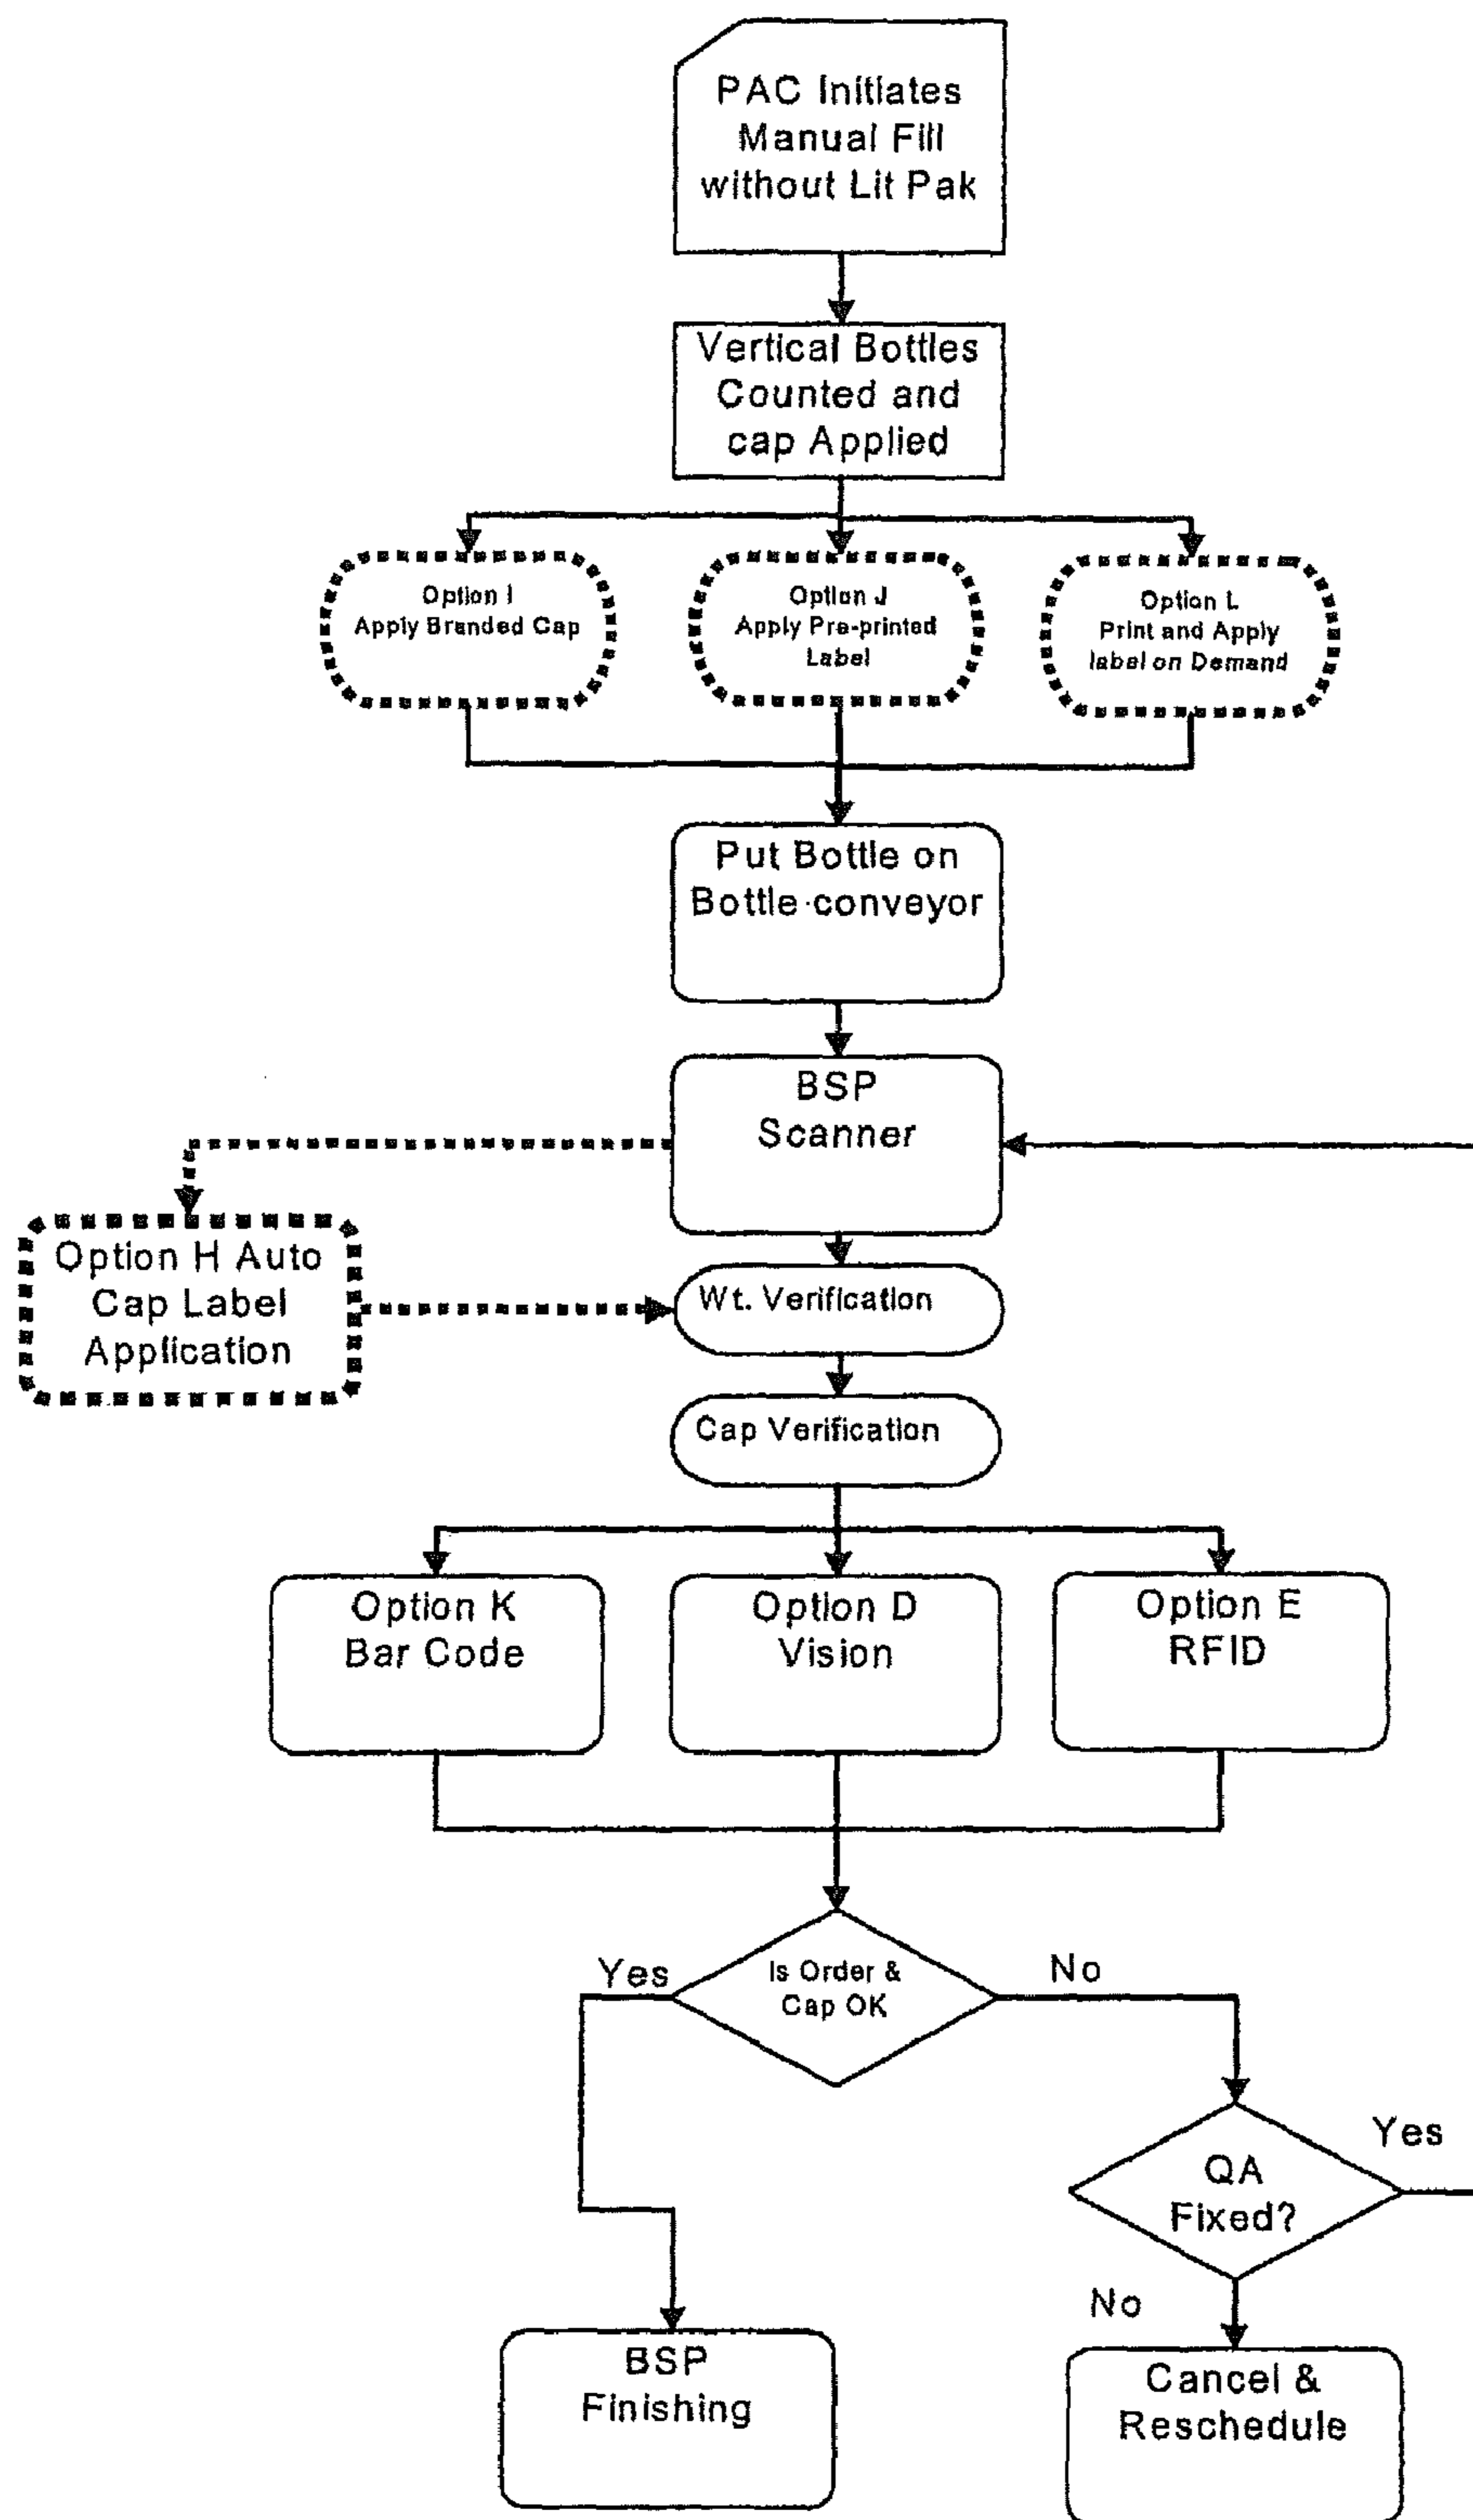 PAC Initiates
Manual Fill
without Lit Pak
Vertical Bottles
Counted and
cap Applied
Option I
Apply Branded Cap
Option J
Apply Pre-printed
Label
Option L
Print and Apply
label on Demand
Put Bottle on
Bottle conveyor
BSP
Scanner
Option H Auto
Cap Label
Application
Wt. Verification
Cap Verification
Option K
Bar Code
Option D
Vision
Option E
RFID
Yes
Is Order &
Cap OK
No
QA
Fixed?
Yes
No
BSP
Finishing
Cancel &
Reschedule